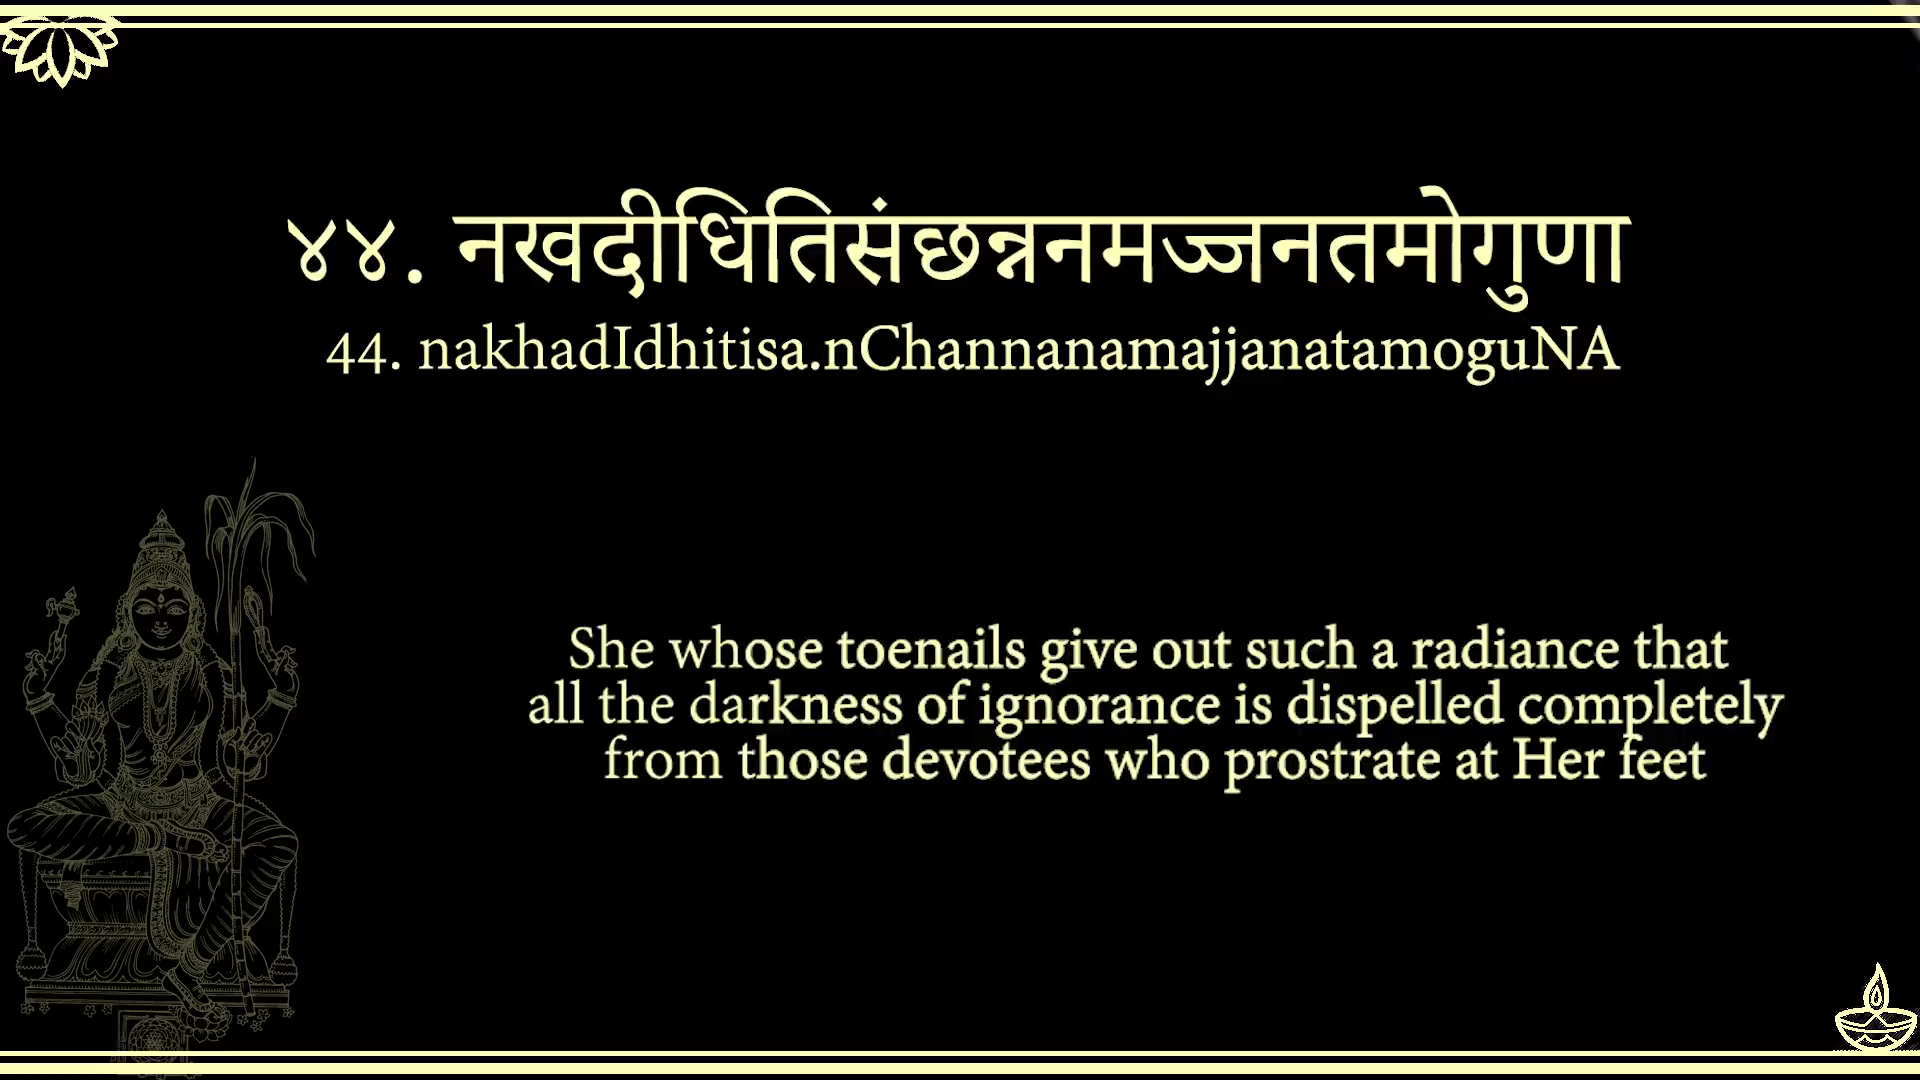 ४४. नखदीधितिसंछन्ननमज्जनतमोगुणा
44. nakhadIdhitisa.nChannanamajjanatamoguNA
She whose toenails give out such a radiance that
all the darkness of ignorance is dispelled completely
from those devotees who prostrate at Her feet